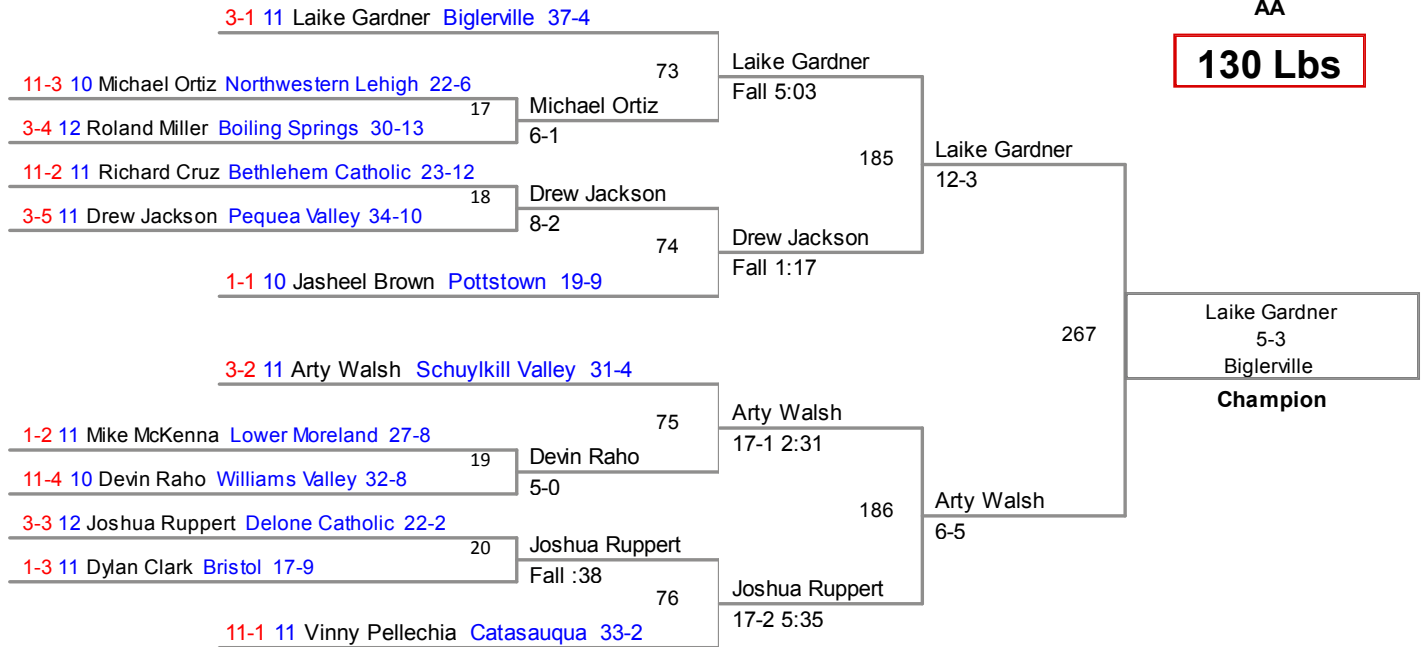 AA
130 Lbs
3-1 11 Laike Gardner Biglerville 37-4
73
Laike Gardner
Fall 5:03
11-3 10 Michael Ortiz Northwestern Lehigh 22-6
17
Michael Ortiz
6-1
3-4 12 Roland Miller Boiling Springs 30-13
185
Laike Gardner
12-3
11-2 11 Richard Cruz Bethlehem Catholic 23-12
18
Drew Jackson
8-2
3-5 11 Drew Jackson Pequea Valley 34-10
74
Drew Jackson
Fall 1:17
1-1 10 Jasheel Brown Pottstown 19-9
267
Laike Gardner
5-3
Biglerville
Champion
3-2 11 Arty Walsh Schuylkill Valley 31-4
75
Arty Walsh
17-1 2:31
1-2 11 Mike McKenna Lower Moreland 27-8
19
Devin Raho
5-0
11-4 10 Devin Raho Williams Valley 32-8
186
Arty Walsh
6-5
3-3 12 Joshua Ruppert Delone Catholic 22-2
20
Joshua Ruppert
Fall :38
1-3 11 Dylan Clark Bristol 17-9
76
Joshua Ruppert
17-2 5:35
11-1 11 Vinny Pellechia Catasauqua 33-2